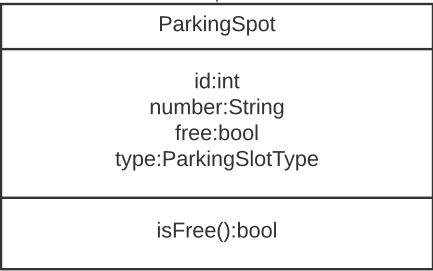 ParkingSpot
id:int
number:String
free:bool
type:ParkingSlotType
isFree():bool